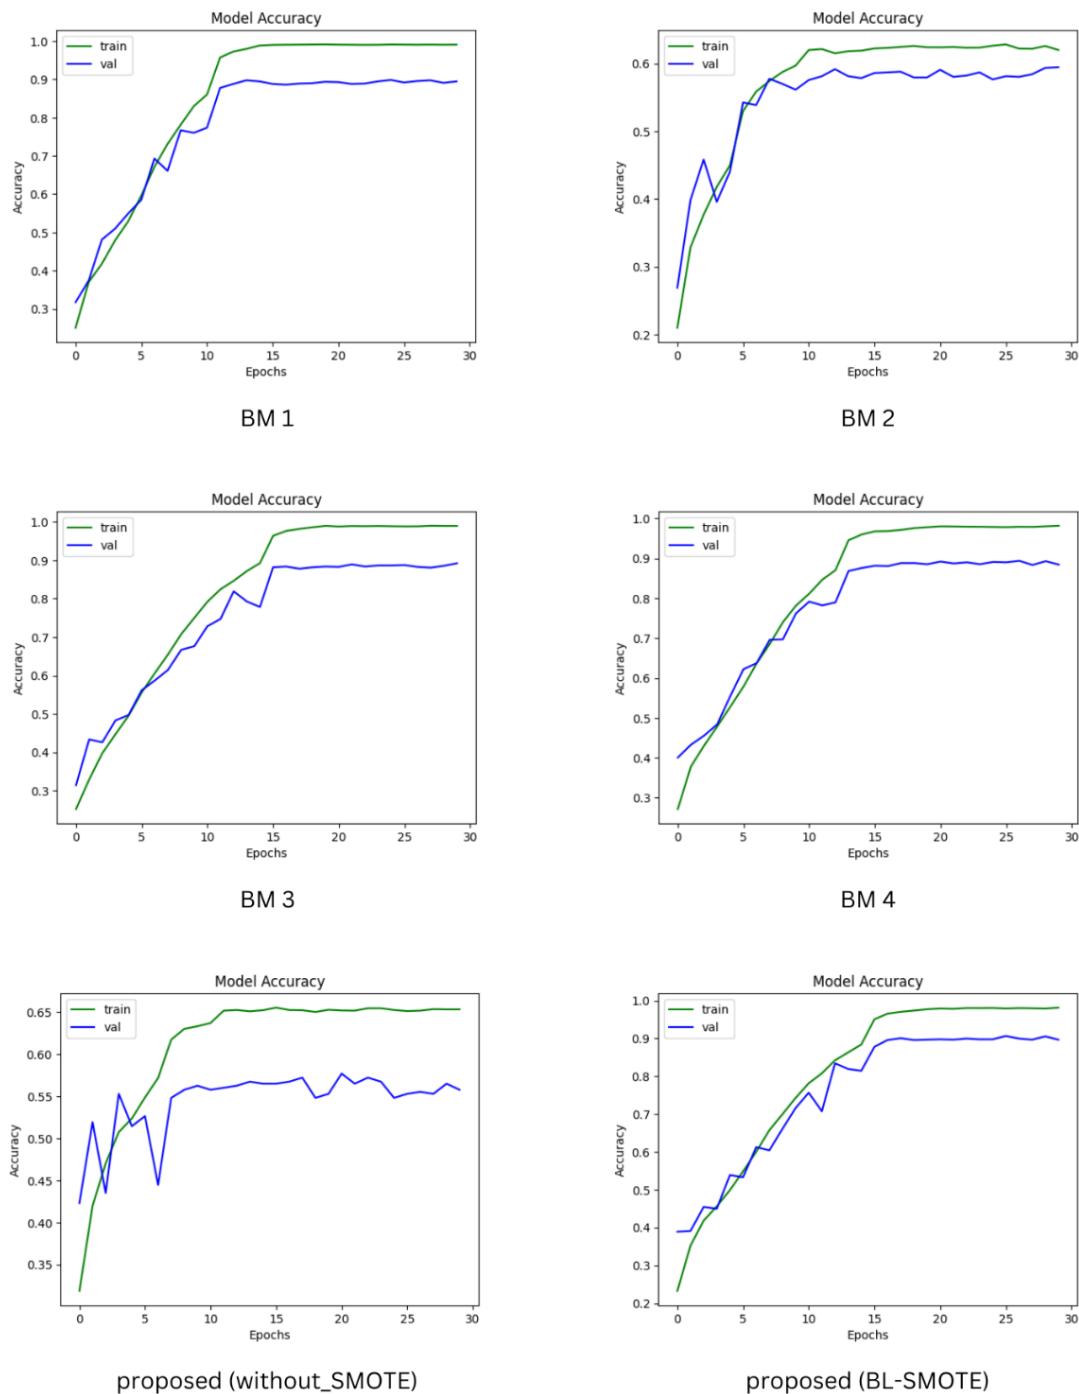 Model Accuracy
train
val
1.0
0.9
0.8
0.7
0.6
0.5
0.4
0.3
Accuracy
0 5 10 15 20 25 30
Epochs
BM 1
Model Accuracy
train
val
0.6
0.5
0.4
0.3
0.2
Accuracy
0 5 10 15 20 25 30
Epochs
BM 2
Model Accuracy
train
val
1.0
0.9
0.8
0.7
0.6
0.5
0.4
0.3
Accuracy
0 5 10 15 20 25 30
Epochs
BM 3
Model Accuracy
train
val
1.0
0.9
0.8
0.7
0.6
0.5
0.4
0.3
Accuracy
0 5 10 15 20 25 30
Epochs
BM 4
Model Accuracy
train
val
0.65
0.60
0.55
0.50
0.45
0.40
0.35
Accuracy
0 5 10 15 20 25 30
Epochs
proposed (without_SMOTE)
Model Accuracy
train
val
1.0
0.9
0.8
0.7
0.6
0.5
0.4
0.3
0.2
Accuracy
0 5 10 15 20 25 30
Epochs
proposed (BL-SMOTE)